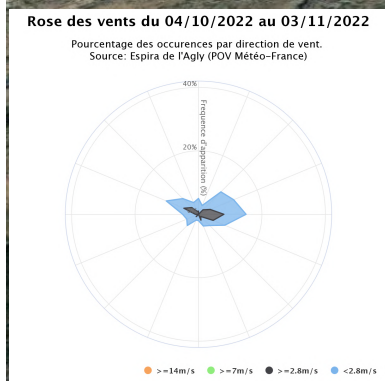 Rose des vents du 04/10/2022 au 03/11/2022
Pourcentage des occurences par direction de vent.
Source: Espira de l'Agly (POV Météo-France)
40%
20%
Frequence d'apparition (%)
>=14m/s >=7m/s >=2.8m/s <2.8m/s